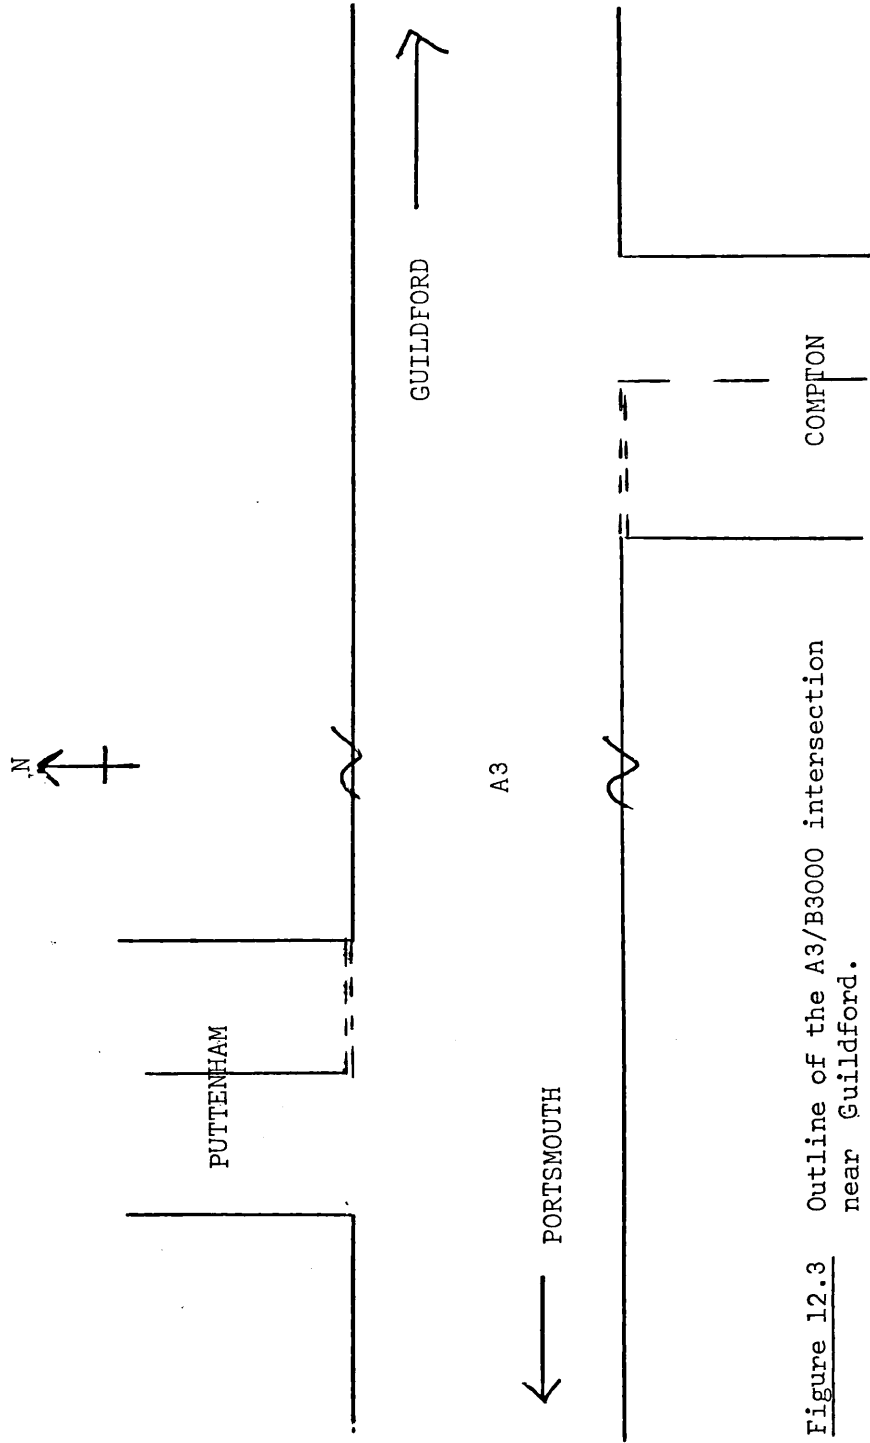 N
PUTTENHAM
GUILDFORD
A3
PORTSMOUTH
COMPTON
Figure 12.3 Outline of the A3/B3000 intersection
near Guildford.